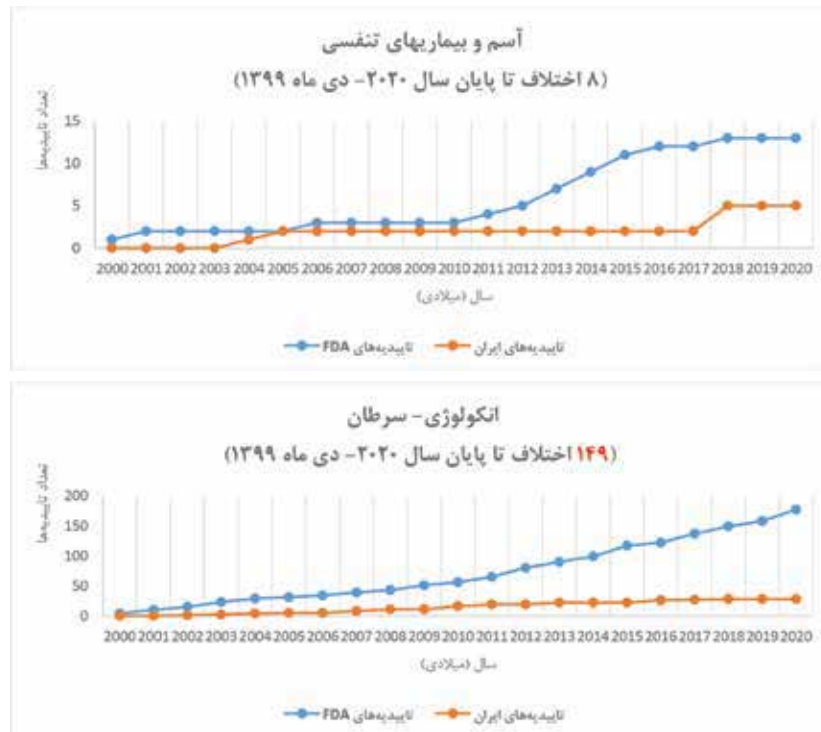 آسم و بیماریهای تنفسی
(۸ اختلاف تا پایان سال ۲۰۲۰- دی ماه ۱۳۹۹)
تعداد تاییدیه‌ها
15
10
5
0
2000 2001 2002 2003 2004 2005 2006 2007 2008 2009 2010 2011 2012 2013 2014 2015 2016 2017 2018 2019 2020
سال (میلادی)
تاییدیه‌های ایران تاییدیه‌های FDA
انکولوژی- سرطان
(۱۴۹ اختلاف تا پایان سال ۲۰۲۰- دی ماه ۱۳۹۹)
تعداد تاییدیه‌ها
200
150
100
50
0
2000 2001 2002 2003 2004 2005 2006 2007 2008 2009 2010 2011 2012 2013 2014 2015 2016 2017 2018 2019 2020
سال (میلادی)
تاییدیه‌های ایران تاییدیه‌های FDA